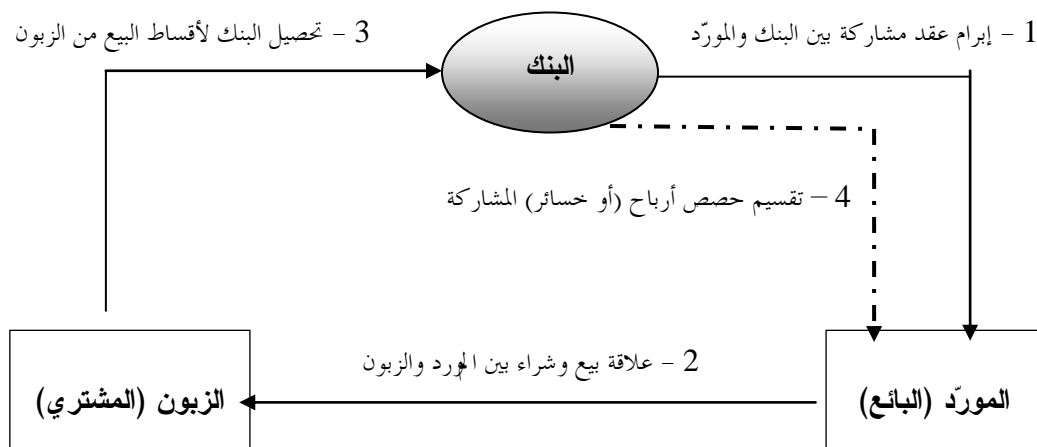 1 - إبرام عقد مشاركة بين البنك والمورّد
3 - تحصيل البنك لأقساط البيع من الزبون
البنك
4 – تقسيم حصص أرباح (أو خسائر) المشاركة
2 - علاقة بيع وشراء بين المورد والزبون
المورّد (البائع)
الزبون (المشتري)